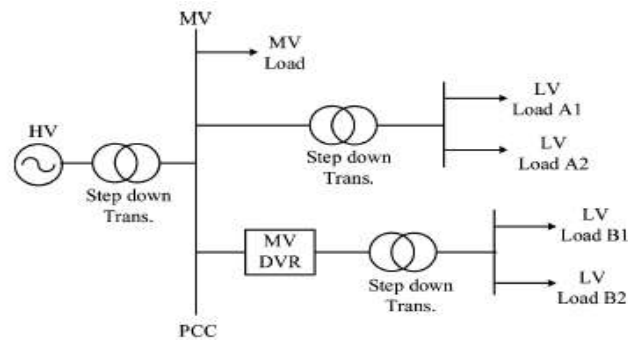 MV
MV
Load
HV
Step down
Trans.
Step down
Trans.
LV
Load A1
LV
Load A2
MV
DVR
Step down
Trans.
LV
Load B1
LV
Load B2
PCC